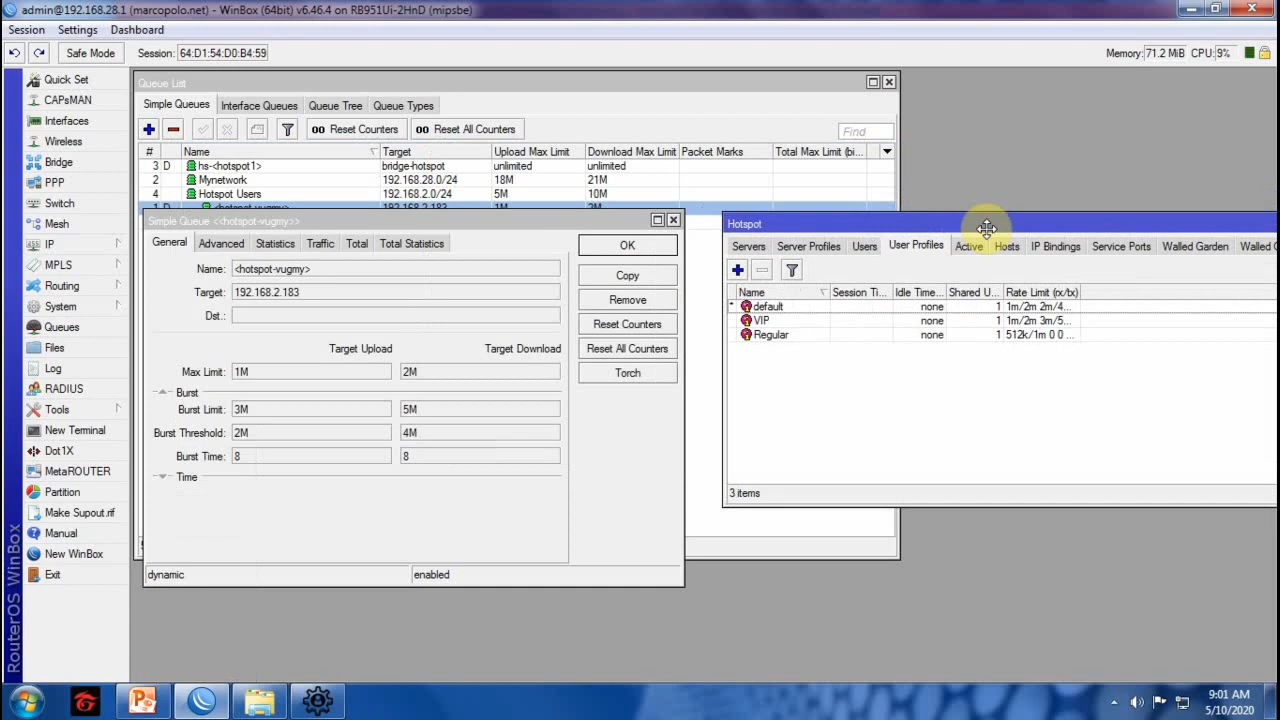 admin@192.168.28.1 (marcopolo.net) - WinBox (64bit) v6.46.4 on RB951Ui-2HnD (mipsbe)
Session Settings Dashboard
Safe Mode Session: 64:D1:54:D0:B4:59 Memory: 71.2 MiB CPU: 9%
Quick Set
CAPsMAN
Interfaces
Wireless
Bridge
PPP
Switch
Mesh
IP
MPLS
Routing
System
Queues
Files
Log
RADIUS
Tools
New Terminal
Dot1X
MetaROUTER
Partition
Make Supout.rif
Manual
New WinBox
Exit
RouterOS WinBox
Queue List
Simple Queues Interface Queues Queue Tree Queue Types
00 Reset Counters 00 Reset All Counters Find
# Name Target Upload Max Limit Download Max Limit Packet Marks Total Max Limit (bi...
3 D hs-<hotspot1> bridge-hotspot unlimited unlimited
2 Mynetwork 192.168.28.0/24 18M 21M
4 Hotspot Users 192.168.2.0/24 5M 10M
1 D <hotspot-vugmy> 192.168.2.183 1M 2M
Simple Queue <<hotspot-vugmy>>
General Advanced Statistics Traffic Total Total Statistics
Name: <hotspot-vugmy>
Target: 192.168.2.183
Dst.:
Target Upload Target Download
Max Limit: 1M 2M
Burst
Burst Limit: 3M 5M
Burst Threshold: 2M 4M
Burst Time: 8 8
Time
OK
Copy
Remove
Reset Counters
Reset All Counters
Torch
dynamic enabled
Hotspot
Servers Server Profiles Users User Profiles Active Hosts IP Bindings Service Ports Walled Garden Walled
Name Session Ti... Idle Time... Shared U... Rate Limit (rx/tx)
* default none 1 1m/2m 2m/4...
VIP none 1 1m/2m 3m/5...
Regular none 1 512k/1m 0 0 ...
3 items
9:01 AM
5/10/2020